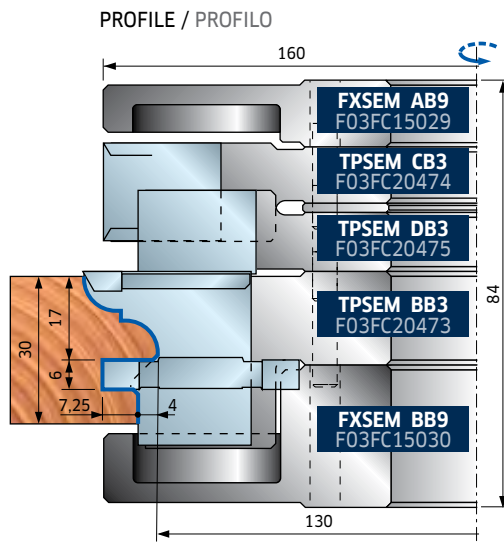 PROFILE / PROFILO
160
FXSEM AB9
F03FC15029
TPSEM CB3
F03FC20474
TPSEM DB3
F03FC20475
84
TPSEM BB3
F03FC20473
17
30
6
7,25
4
FXSEM BB9
F03FC15030
130